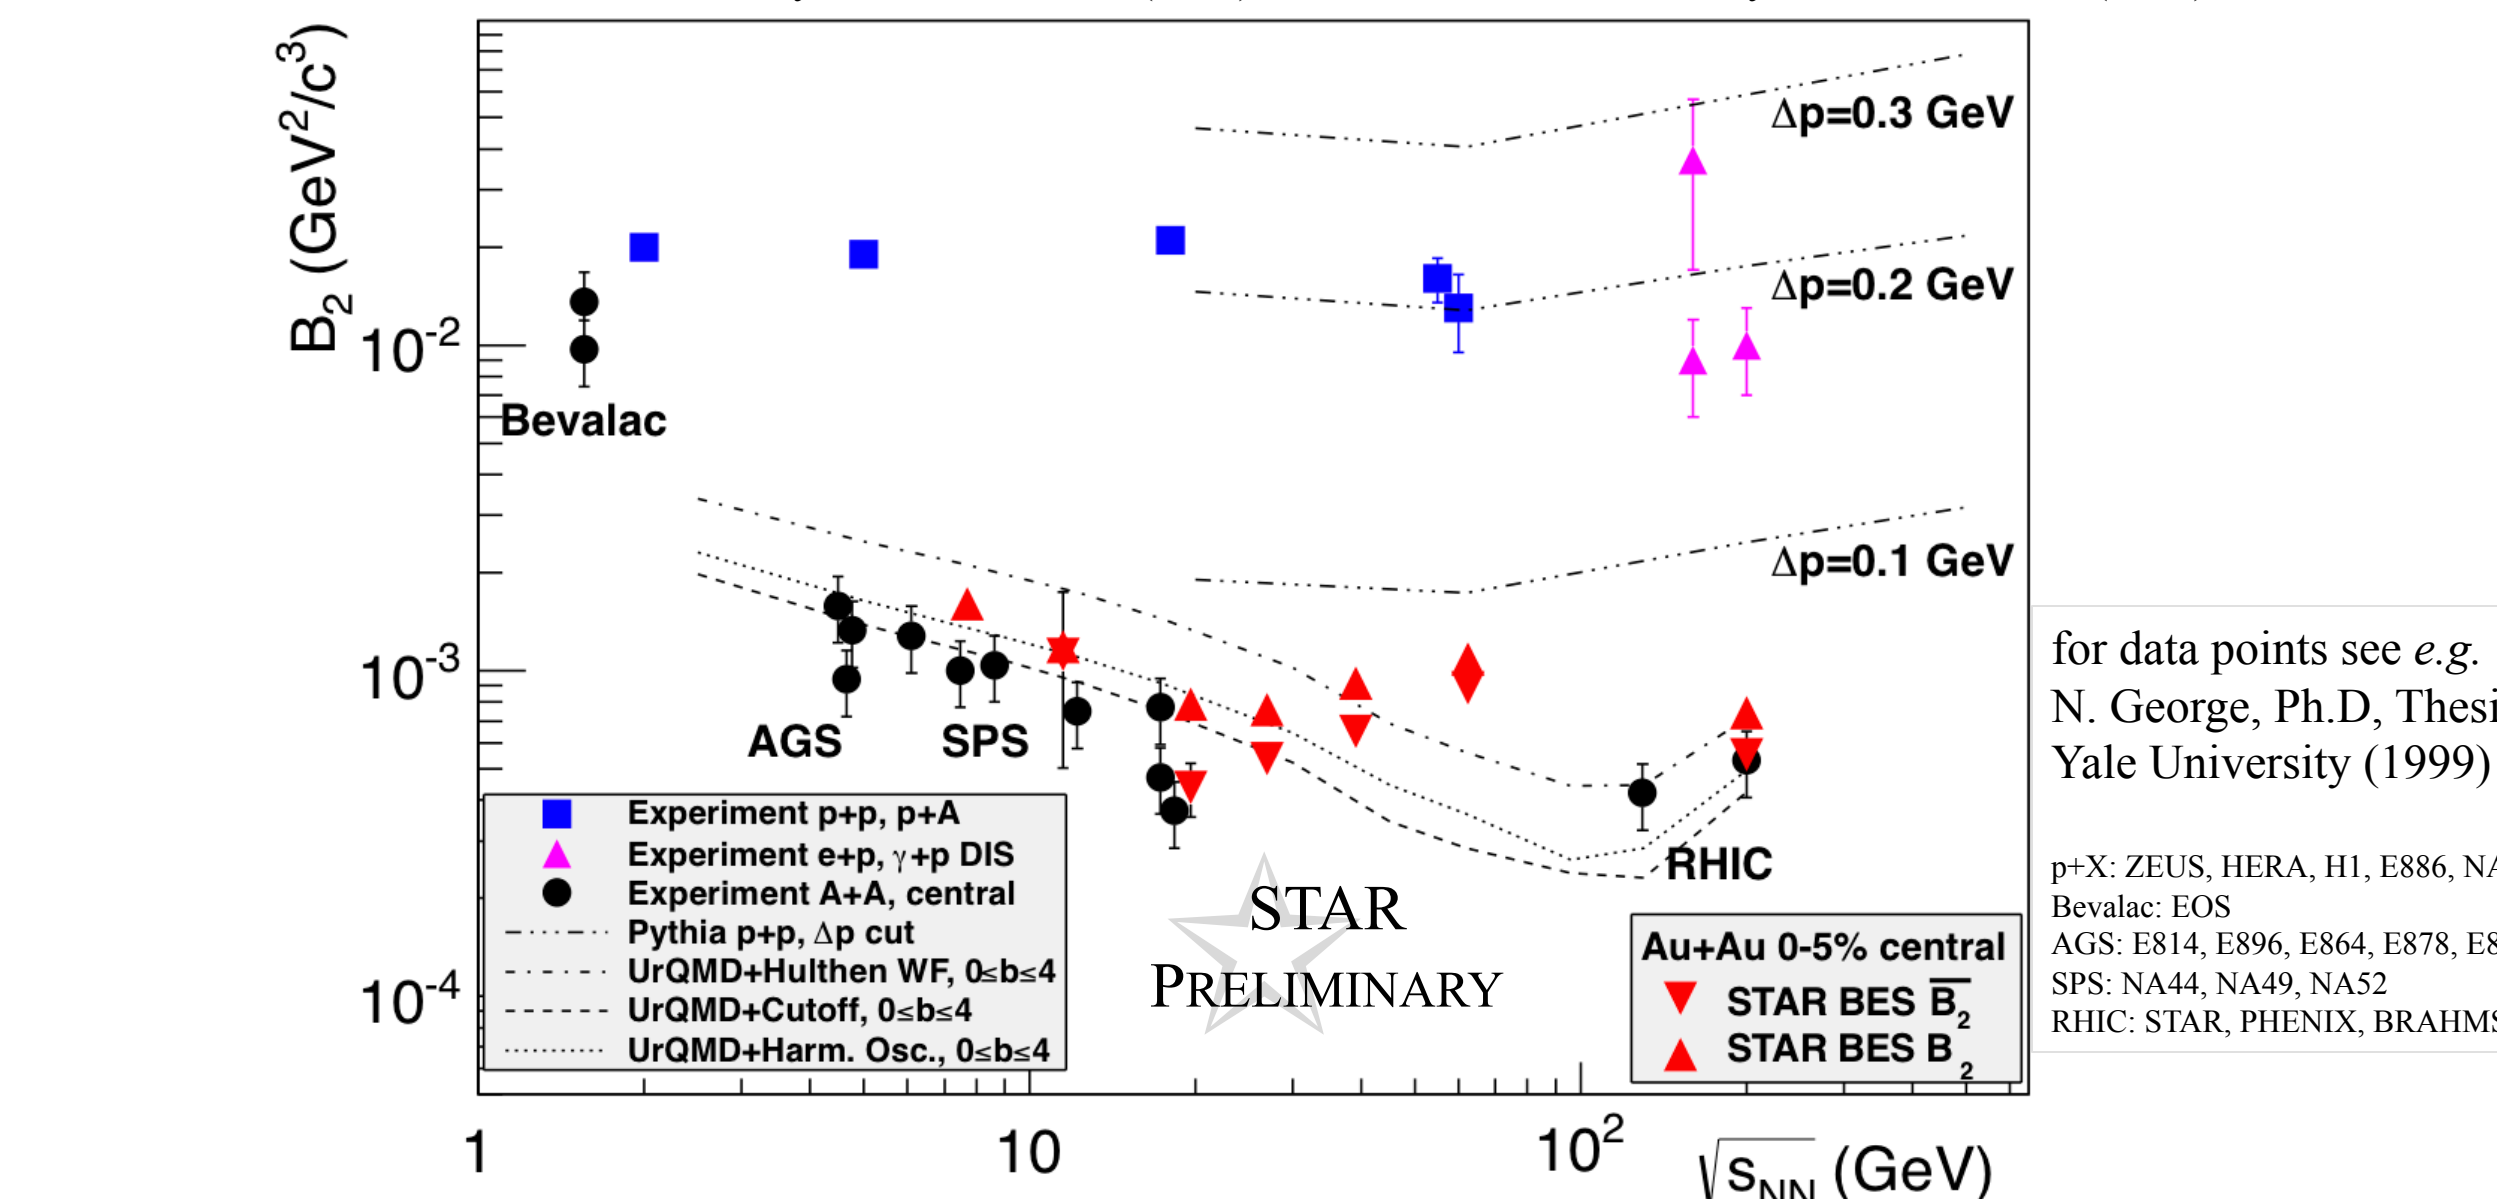 B2 (GeV²/c³)
10⁻²
10⁻³
10⁻⁴
Δp=0.3 GeV
Δp=0.2 GeV
Δp=0.1 GeV
Bevalac
AGS
SPS
RHIC
Experiment p+p, p+A
Experiment e+p, γ+p DIS
Experiment A+A, central
Pythia p+p, Δp cut
UrQMD+Hulthen WF, 0≤b≤4
UrQMD+Cutoff, 0≤b≤4
UrQMD+Harm. Osc., 0≤b≤4
STAR
PRELIMINARY
Au+Au 0-5% central
STAR BES B̅₂
STAR BES B₂
1
10
10²
√sNN (GeV)
for data points see e.g.
N. George, Ph.D, Thesi
Yale University (1999)
p+X: ZEUS, HERA, H1, E886, NA
Bevalac: EOS
AGS: E814, E896, E864, E878, E8
SPS: NA44, NA49, NA52
RHIC: STAR, PHENIX, BRAHMS